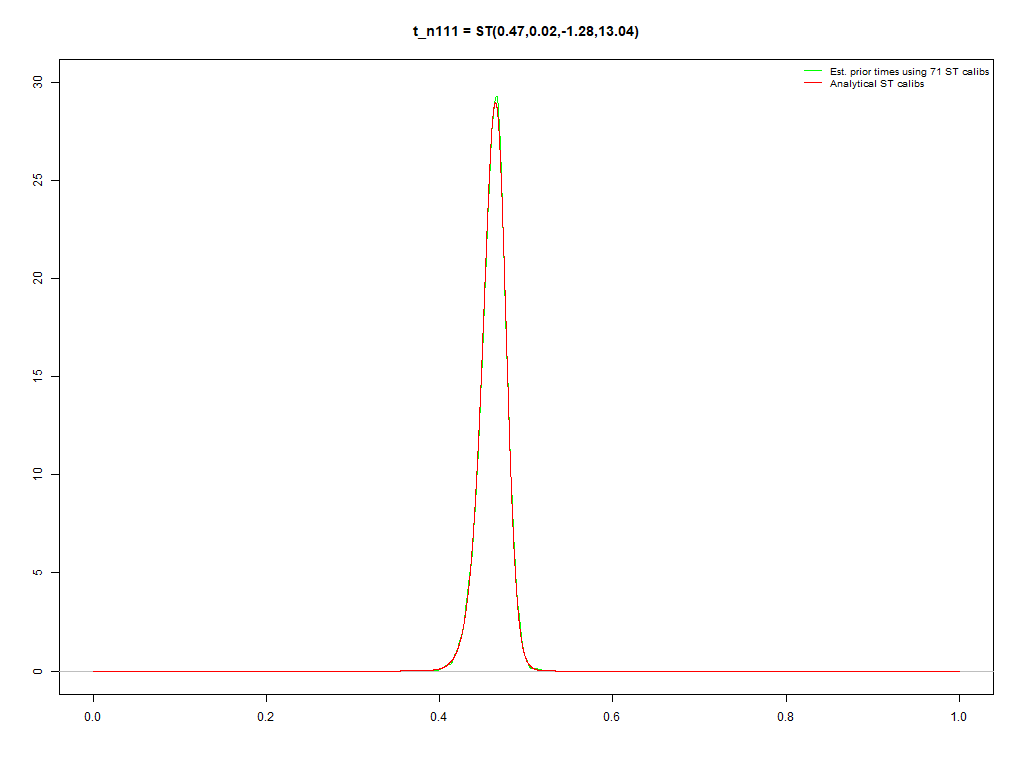 t_n111 = ST(0.47,0.02,-1.28,13.04)
Est. prior times using 71 ST calibs
Analytical ST calibs
30
25
20
15
10
5
0
0.0 0.2 0.4 0.6 0.8 1.0